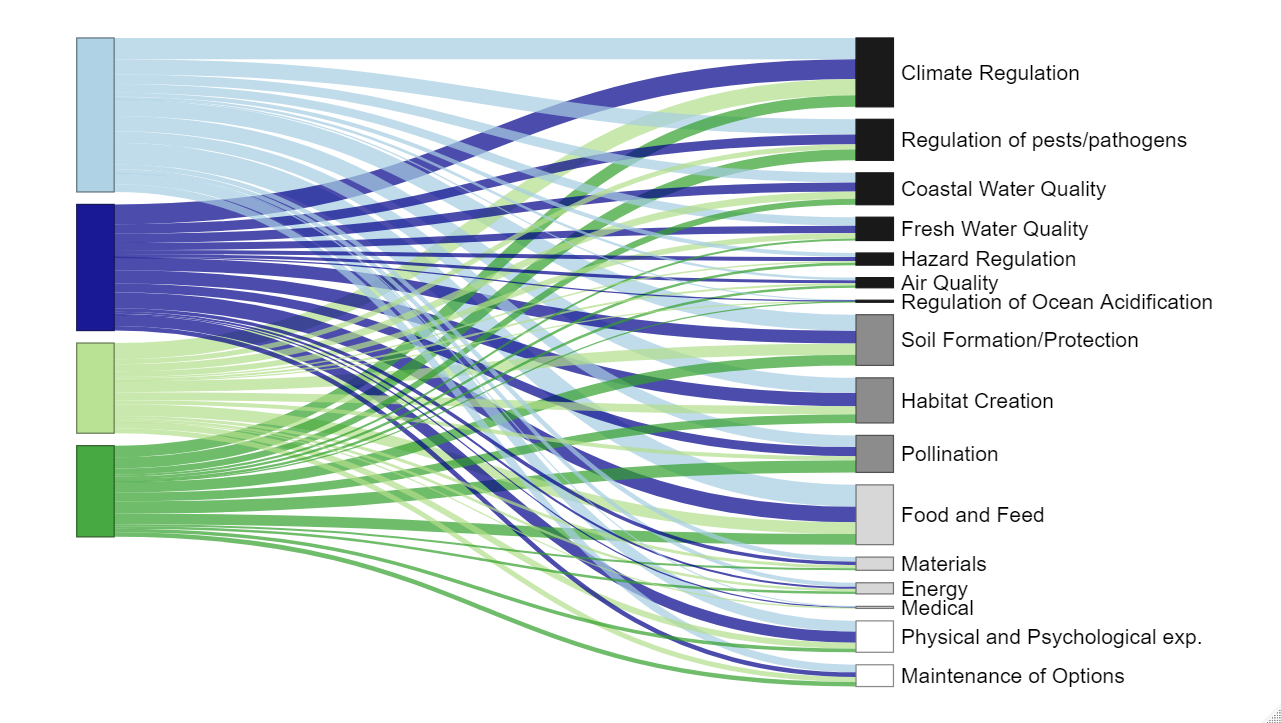 Climate Regulation
Regulation of pests/pathogens
Coastal Water Quality
Fresh Water Quality
Hazard Regulation
Air Quality
Regulation of Ocean Acidification
Soil Formation/Protection
Habitat Creation
Pollination
Food and Feed
Materials
Energy
Medical
Physical and Psychological exp.
Maintenance of Options